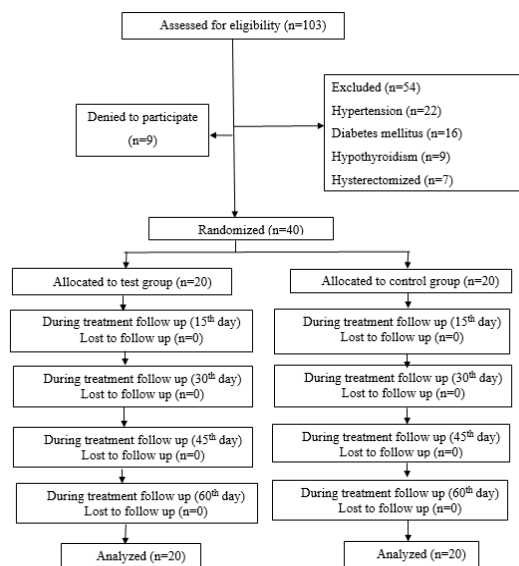 Assessed for eligibility (n=103)
Excluded (n=54)
Hypertension (n=22)
Diabetes mellitus (n=16)
Hypothyroidism (n=9)
Hysterectomized (n=7)
Denied to participate
(n=9)
Randomized (n=40)
Allocated to test group (n=20)
Allocated to control group (n=20)
During treatment follow up (15th day)
Lost to follow up (n=0)
During treatment follow up (15th day)
Lost to follow up (n=0)
During treatment follow up (30th day)
Lost to follow up (n=0)
During treatment follow up (30th day)
Lost to follow up (n=0)
During treatment follow up (45th day)
Lost to follow up (n=0)
During treatment follow up (45th day)
Lost to follow up (n=0)
During treatment follow up (60th day)
Lost to follow up (n=0)
During treatment follow up (60th day)
Lost to follow up (n=0)
Analyzed (n=20)
Analyzed (n=20)